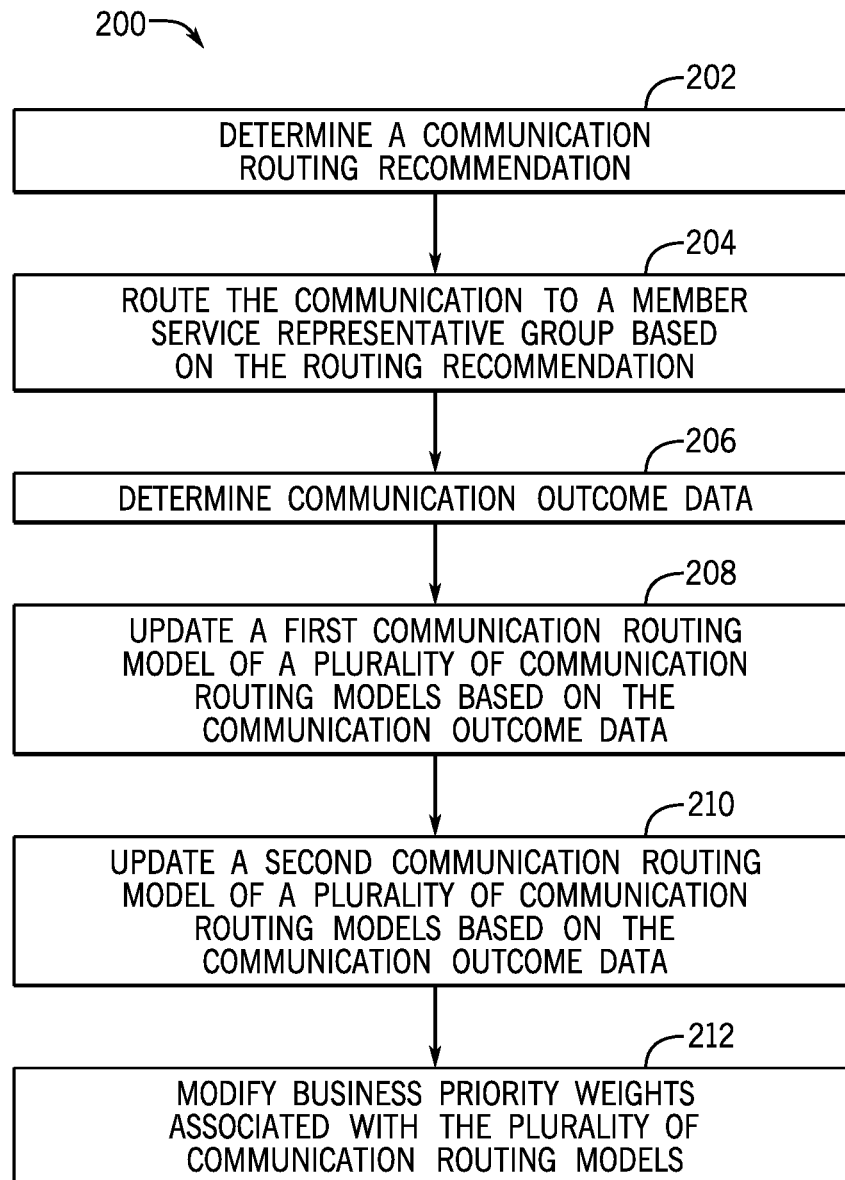 200
202
DETERMINE A COMMUNICATION
ROUTING RECOMMENDATION
204
ROUTE THE COMMUNICATION TO A MEMBER
SERVICE REPRESENTATIVE GROUP BASED
ON THE ROUTING RECOMMENDATION
206
DETERMINE COMMUNICATION OUTCOME DATA
208
UPDATE A FIRST COMMUNICATION ROUTING
MODEL OF A PLURALITY OF COMMUNICATION
ROUTING MODELS BASED ON THE
COMMUNICATION OUTCOME DATA
210
UPDATE A SECOND COMMUNICATION ROUTING
MODEL OF A PLURALITY OF COMMUNICATION
ROUTING MODELS BASED ON THE
COMMUNICATION OUTCOME DATA
212
MODIFY BUSINESS PRIORITY WEIGHTS
ASSOCIATED WITH THE PLURALITY OF
COMMUNICATION ROUTING MODELS